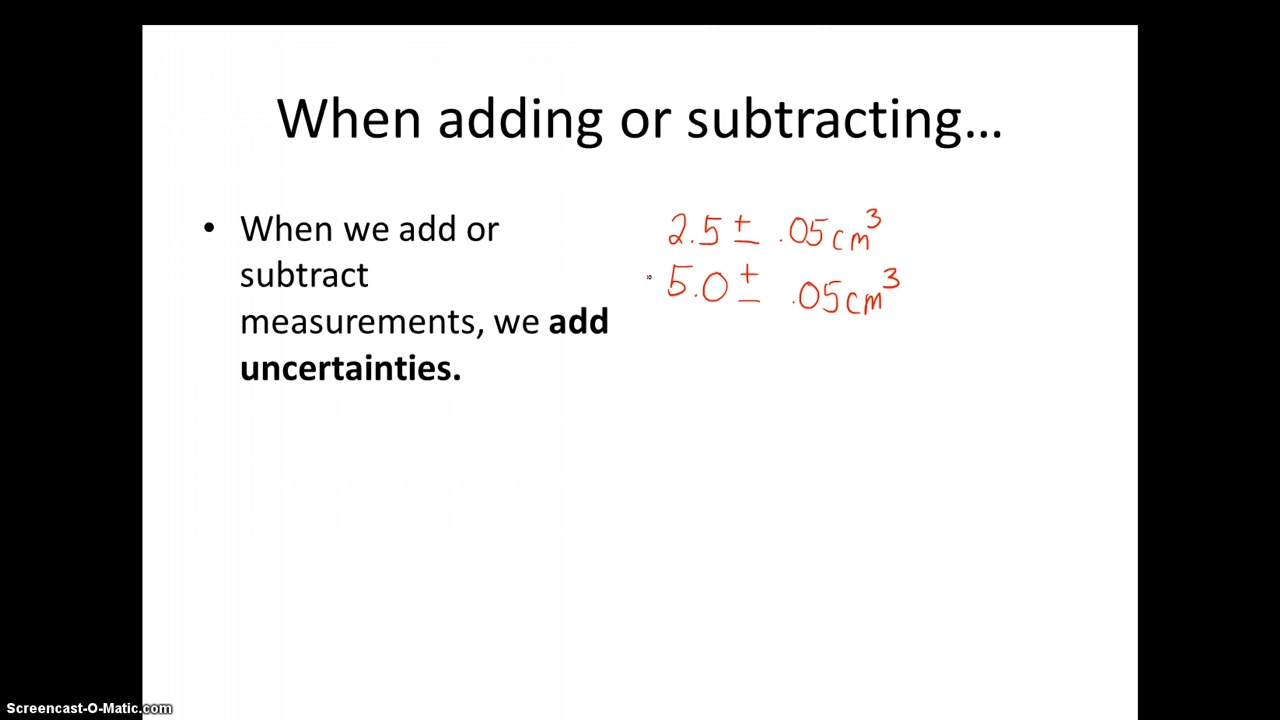 When adding or subtracting...
• When we add or
subtract
measurements, we add
uncertainties.
2.5 ± .05cm³
5.0 ± .05cm³
Screencast-O-Matic.com